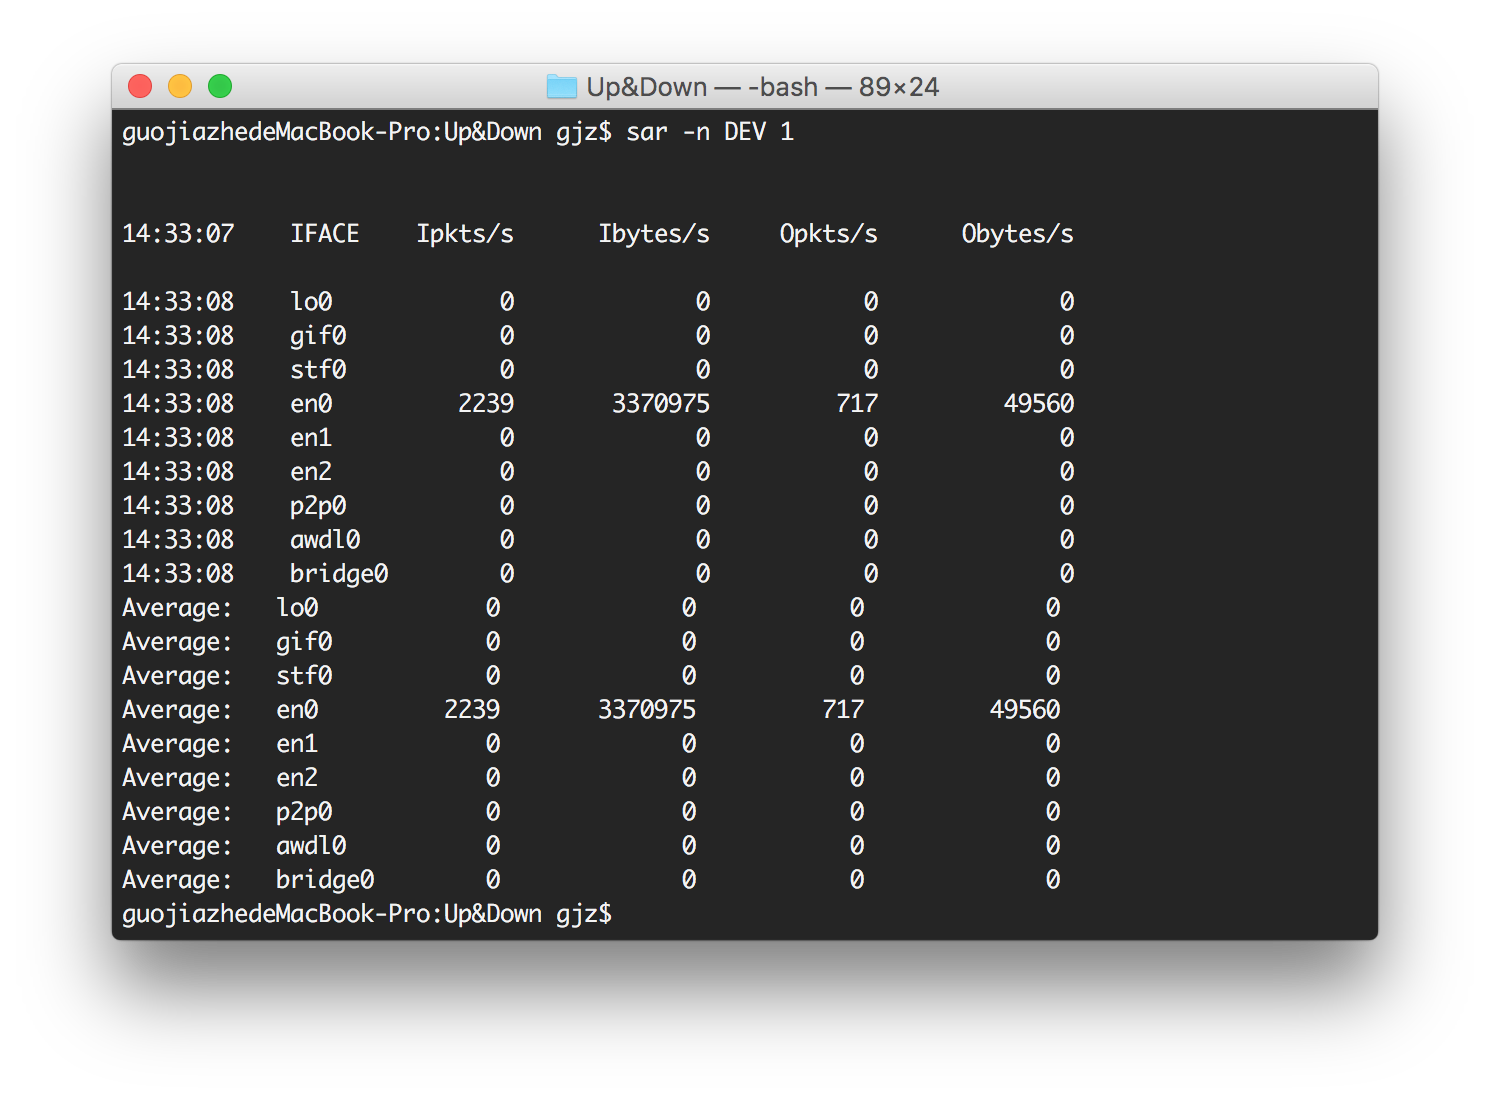 Up&Down — -bash — 89×24
guojiazhedeMacBook-Pro:Up&Down gjz$ sar -n DEV 1
14:33:07    IFACE    Ipkts/s      Ibytes/s     Opkts/s      Obytes/s
14:33:08    lo0            0             0           0             0
14:33:08    gif0           0             0           0             0
14:33:08    stf0           0             0           0             0
14:33:08    en0         2239       3370975         717         49560
14:33:08    en1            0             0           0             0
14:33:08    en2            0             0           0             0
14:33:08    p2p0           0             0           0             0
14:33:08    awdl0          0             0           0             0
14:33:08    bridge0        0             0           0             0
Average:   lo0            0             0           0             0
Average:   gif0           0             0           0             0
Average:   stf0           0             0           0             0
Average:   en0         2239       3370975         717         49560
Average:   en1            0             0           0             0
Average:   en2            0             0           0             0
Average:   p2p0           0             0           0             0
Average:   awdl0          0             0           0             0
Average:   bridge0        0             0           0             0
guojiazhedeMacBook-Pro:Up&Down gjz$